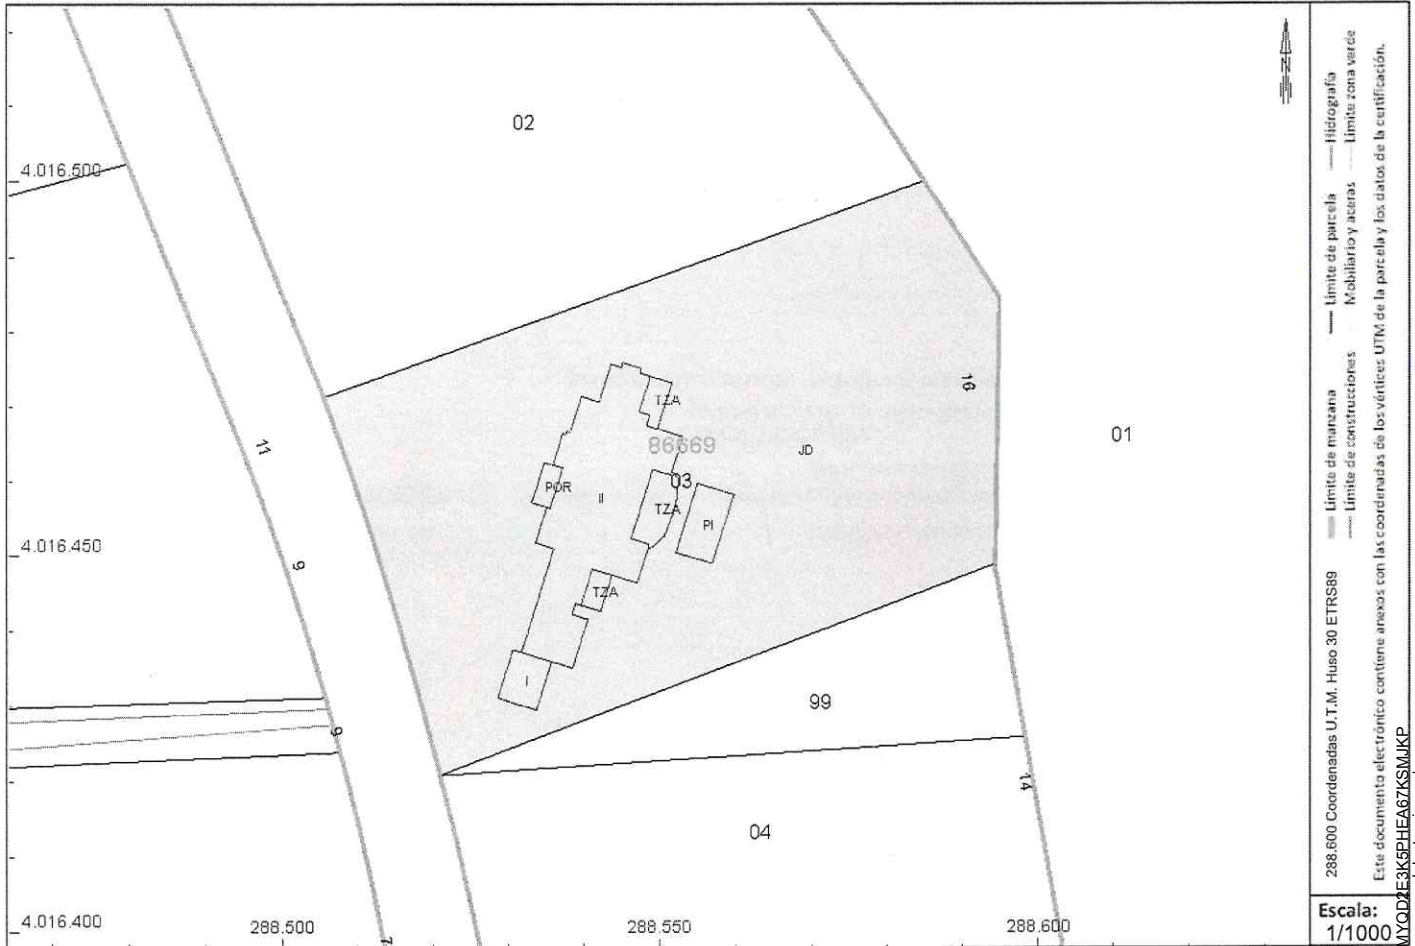 02
N
4.016.500
TZA
16
86669
11
JD
01
03
POR
II
TZA
PI
4.016.450
9
TZA
I
99
9
14
04
4.016.400
288.500
288.550
288.600
7
288.600 Coordenadas U.T.M. Huso 30 ETRS89
Límite de manzana
Límite de parcela
Hidrografía
Límite de construcciones
Mobiliario y aceras
Límite zona verde
Este documento electrónico contiene anexos con las coordenadas de los vértices UTM de la parcela y los datos de la certificación.
Escala:
1/1000
MYQD2E3K5PHEA67KSMJKP